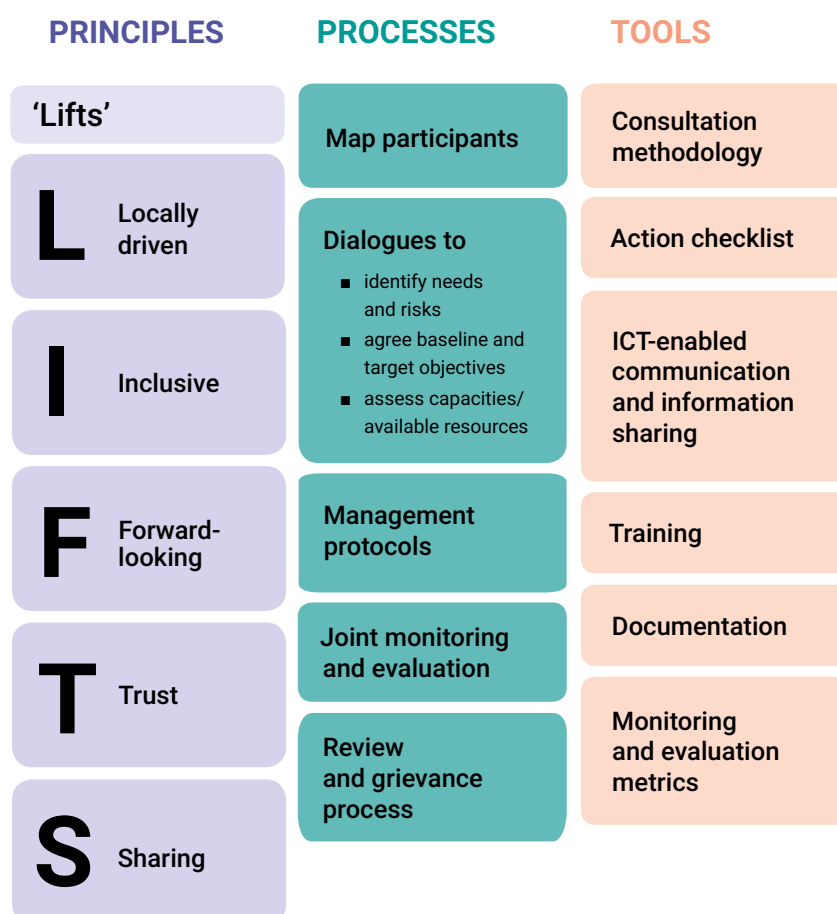 PRINCIPLES
‘Lifts’
L
Locally
driven
I
Inclusive
F
Forward-
looking
T
Trust
S
Sharing
PROCESSES
Map participants
Dialogues to
■ identify needs
and risks
■ agree baseline and
target objectives
■ assess capacities/
available resources
Management
protocols
Joint monitoring
and evaluation
Review
and grievance
process
TOOLS
Consultation
methodology
Action checklist
ICT-enabled
communication
and information
sharing
Training
Documentation
Monitoring
and evaluation
metrics